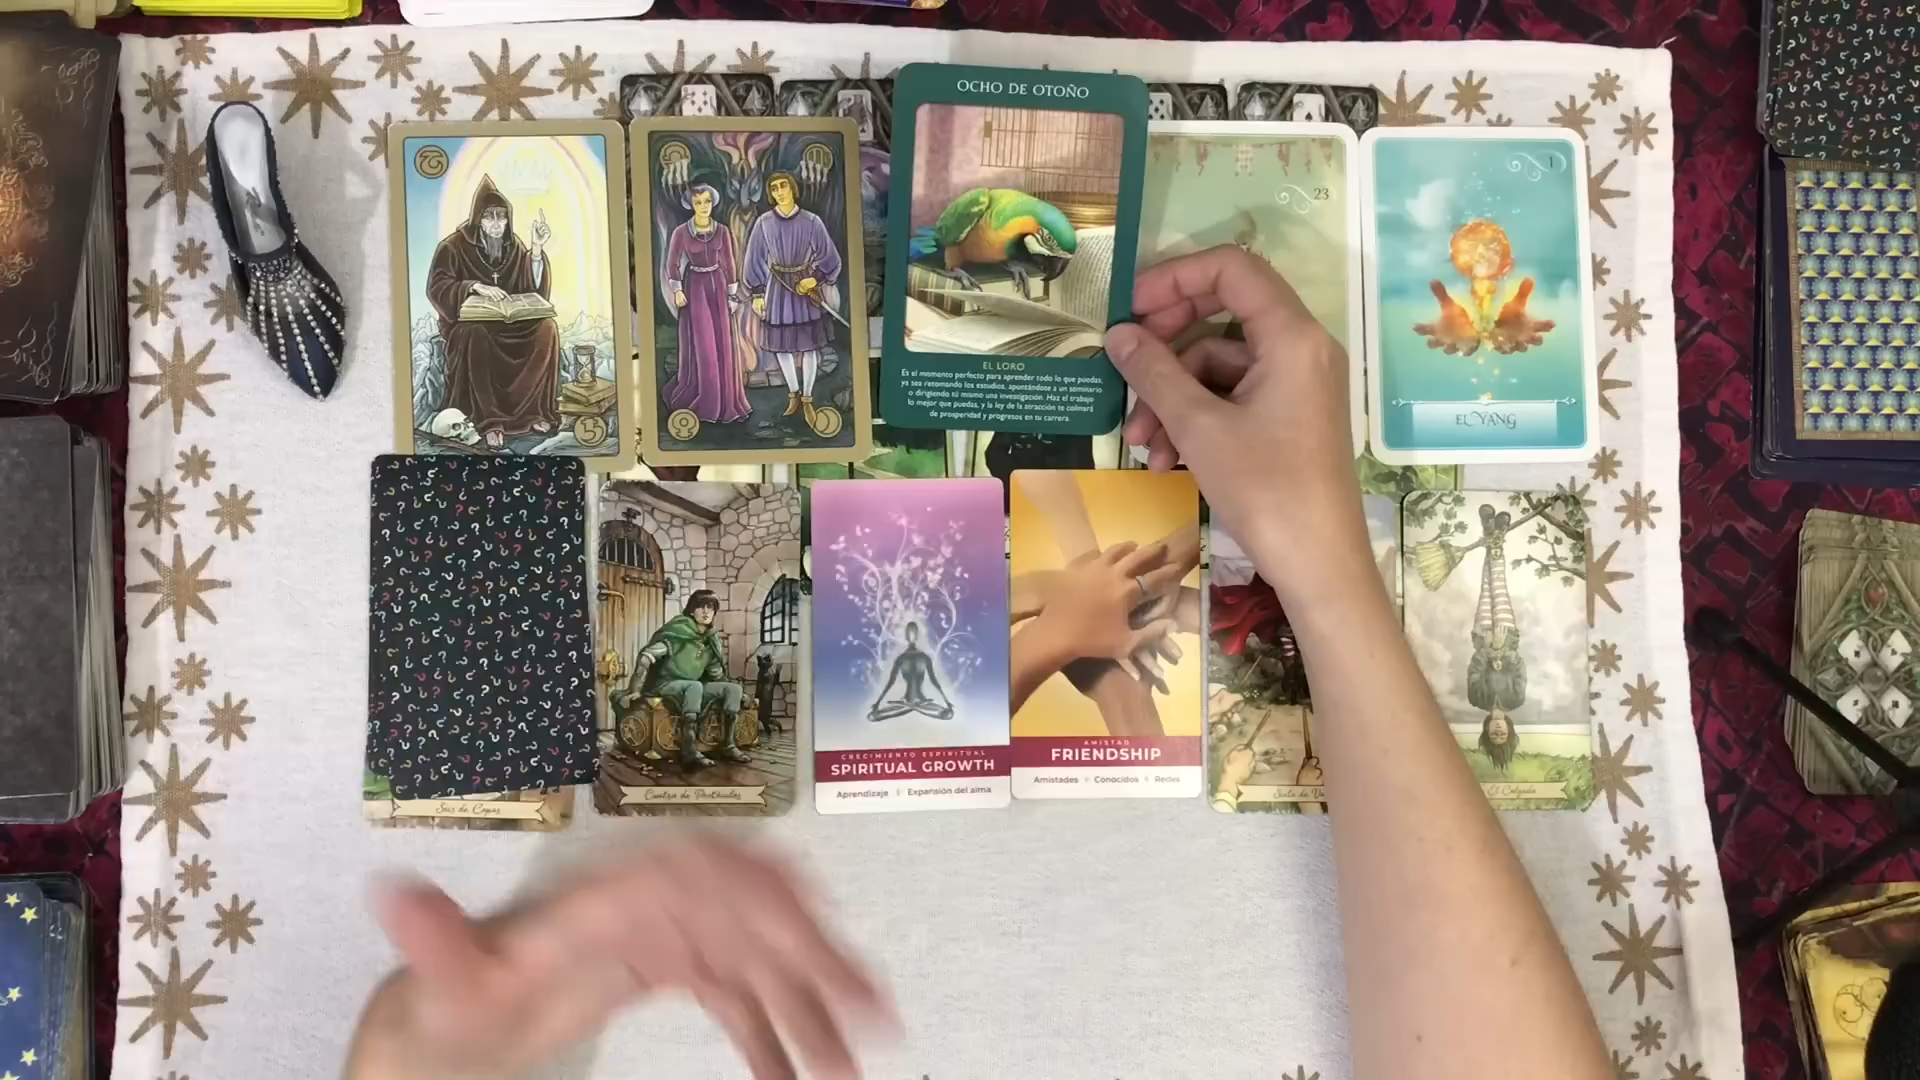 OCHO DE OTOÑO
EL LORO
Es el momento perfecto para aprender todo lo que puedas,
ya sea retomando los estudios, apuntándote a un seminario
o dirigiendo tú mismo una investigación. Haz el trabajo
lo mejor que puedas, y la ley de la atracción te colmará
de prosperidad y progresos en tu carrera.
23
1
EL YANG
Seis de Copas
Cuatro de Pentáculos
CRECIMIENTO ESPIRITUAL
SPIRITUAL GROWTH
Aprendizaje | Expansión del alma
AMISTAD
FRIENDSHIP
Amistades + Conocidos + Redes
Siete de
El Colgado